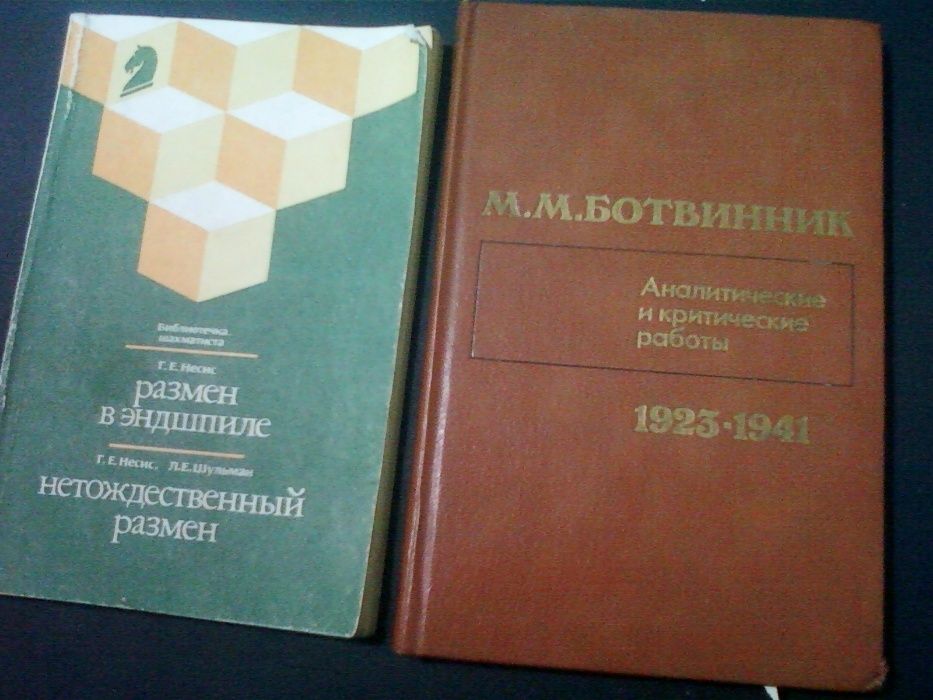 Библиотечка
шахматиста
Г. Е. Несис
размен
в эндшпиле
Г. Е. Несис, Л. Е. Шульман
нетождественный
размен
М.М.БОТВИННИК
Аналитические
и критические
работы
1923·1941